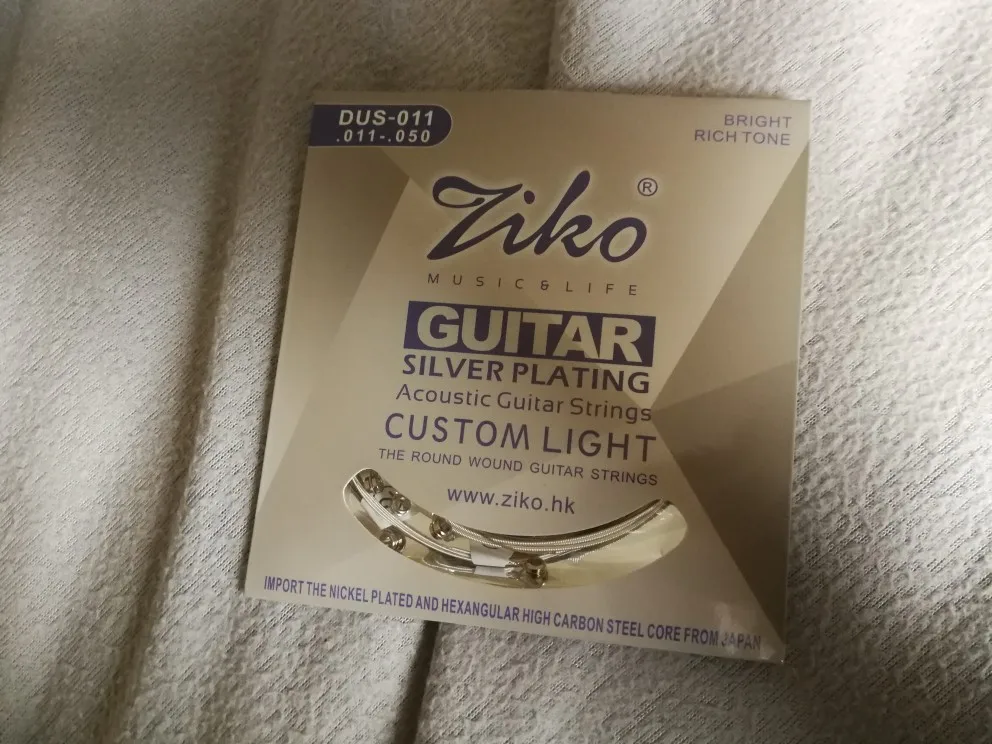 DUS-011
.011-.050
BRIGHT
RICH TONE
Ziko®
MUSIC & LIFE
GUITAR
SILVER PLATING
Acoustic Guitar Strings
CUSTOM LIGHT
THE ROUND WOUND GUITAR STRINGS
www.ziko.hk
IMPORT THE NICKEL PLATED AND HEXANGULAR HIGH CARBON STEEL CORE FROM JAPAN